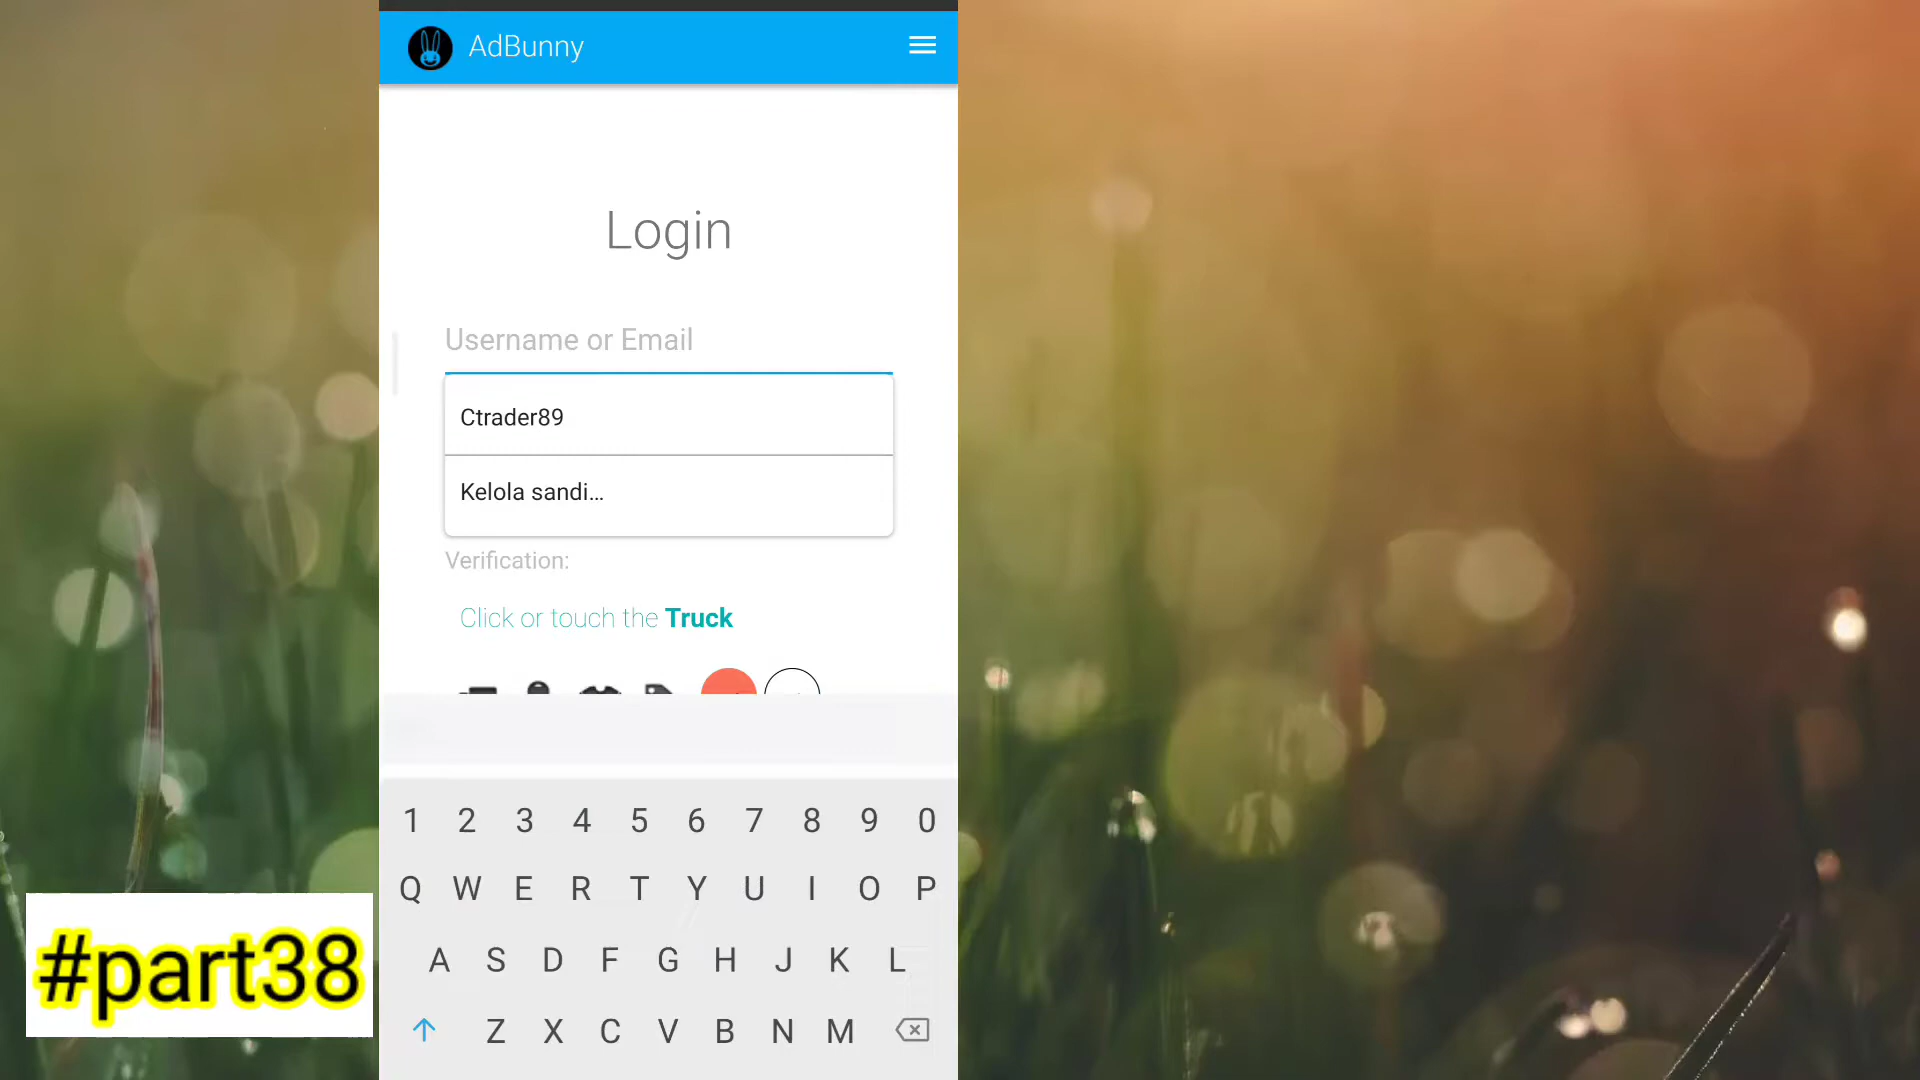 AdBunny
Login
Username or Email
Ctrader89
Kelola sandi...
Verification:
Click or touch the Truck
1 2 3 4 5 6 7 8 9 0
Q W E R T Y U I O P
A S D F G H J K L
Z X C V B N M
#part38